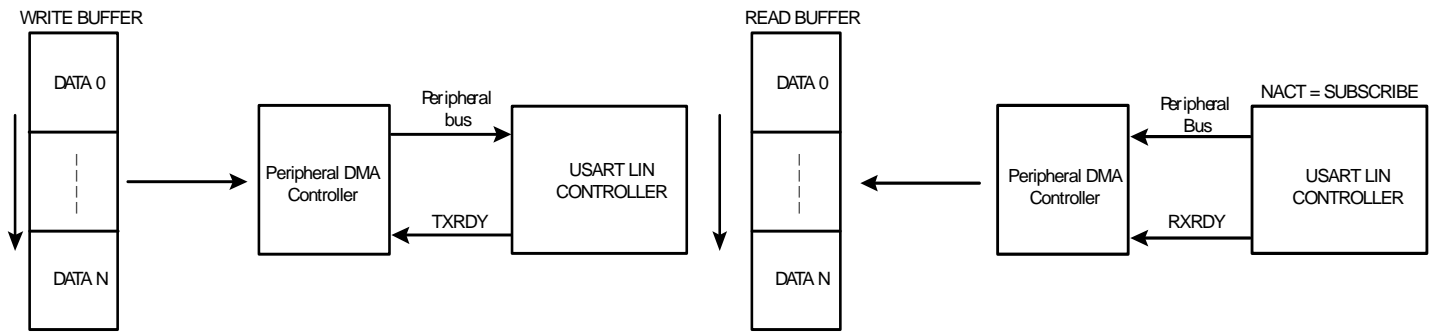 WRITE BUFFER
DATA 0
DATA N
Peripheral DMA
Controller
Peripheral
bus
TXRDY
USART LIN
CONTROLLER
READ BUFFER
DATA 0
DATA N
Peripheral DMA
Controller
Peripheral
Bus
RXRDY
NACT = SUBSCRIBE
USART LIN
CONTROLLER